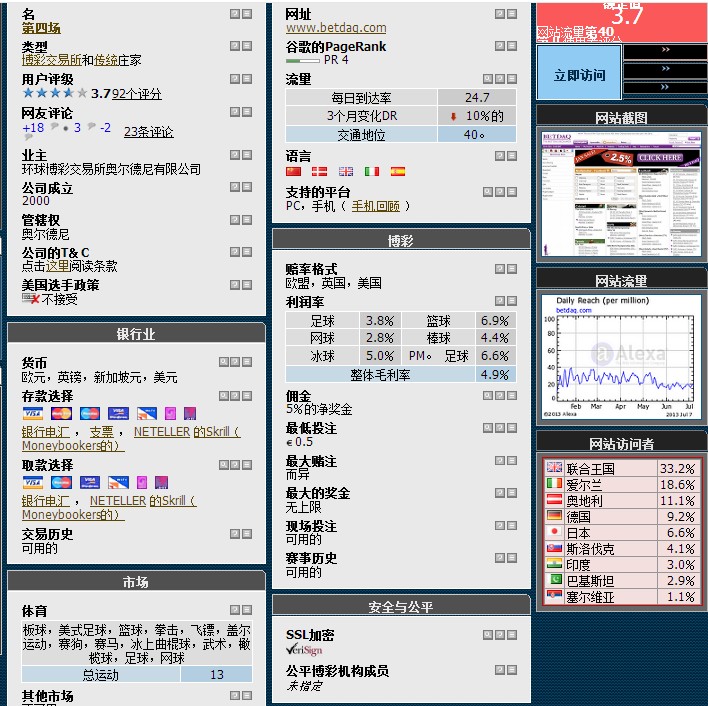 名
第四场
类型
博彩交易所和传统庄家
用户评级
3.7 92个评分
网友评论
+18 3 -2 23条评论
业主
环球博彩交易所奥尔德尼有限公司
公司成立
2000
管辖权
奥尔德尼
公司的T& C
点击这里阅读条款
美国选手政策
不接受
银行业
货币
欧元，英镑，新加坡元，美元
存款选择
银行电汇 ， 支票 ， NETELLER 的Skrill（
Moneybookers的）
取款选择
银行电汇 ， NETELLER 的Skrill（
Moneybookers的）
交易历史
可用的
市场
体育
板球，美式足球，篮球，拳击，飞镖，盖尔
运动，赛狗，赛马，冰上曲棍球，武术，橄
榄球，足球，网球
总运动 13
其他市场
网址
www.betdaq.com
谷歌的PageRank
PR 4
流量
每日到达率 24.7
3个月变化DR 10%的
交通地位 40。
语言
支持的平台
PC，手机（ 手机回顾 ）
博彩
赔率格式
欧盟，英国，美国
利润率
足球 3.8% 篮球 6.9%
网球 2.8% 棒球 4.4%
冰球 5.0% PM。 足球 6.6%
整体毛利率 4.9%
佣金
5％的净奖金
最低投注
€ 0.5
最大赌注
而异
最大的奖金
无上限
现场投注
可用的
赛事历史
可用的
安全与公平
SSL加密
VeriSign
公平博彩机构成员
未指定
3.7
网站流量第40
立即访问
网站截图
BETDAQ
2.5%
CLICK HERE
网站流量
Daily Reach (per million)
betdaq.com
100
80
60
40
20
0
Alexa
Feb Mar Apr May Jun Jul
©2013 Alexa 2013 Jul 7
网站访问者
联合王国 33.2%
爱尔兰 18.6%
奥地利 11.1%
德国 9.2%
日本 6.6%
斯洛伐克 4.1%
印度 3.0%
巴基斯坦 2.9%
塞尔维亚 1.1%